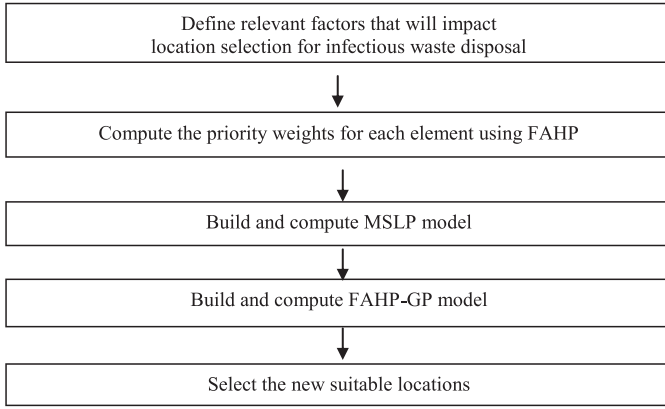 Define relevant factors that will impact
location selection for infectious waste disposal
Compute the priority weights for each element using FAHP
Build and compute MSLP model
Build and compute FAHP-GP model
Select the new suitable locations